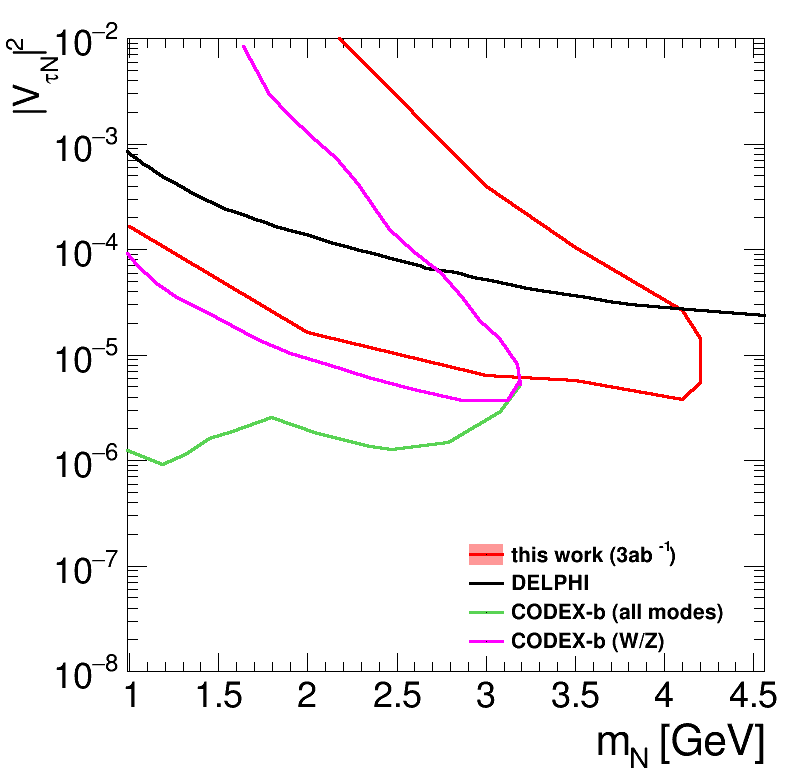 |V_τN|²
10⁻²
10⁻³
10⁻⁴
10⁻⁵
10⁻⁶
10⁻⁷
10⁻⁸
this work (3ab ⁻¹)
DELPHI
CODEX-b (all modes)
CODEX-b (W/Z)
1 1.5 2 2.5 3 3.5 4 4.5
m_N [GeV]